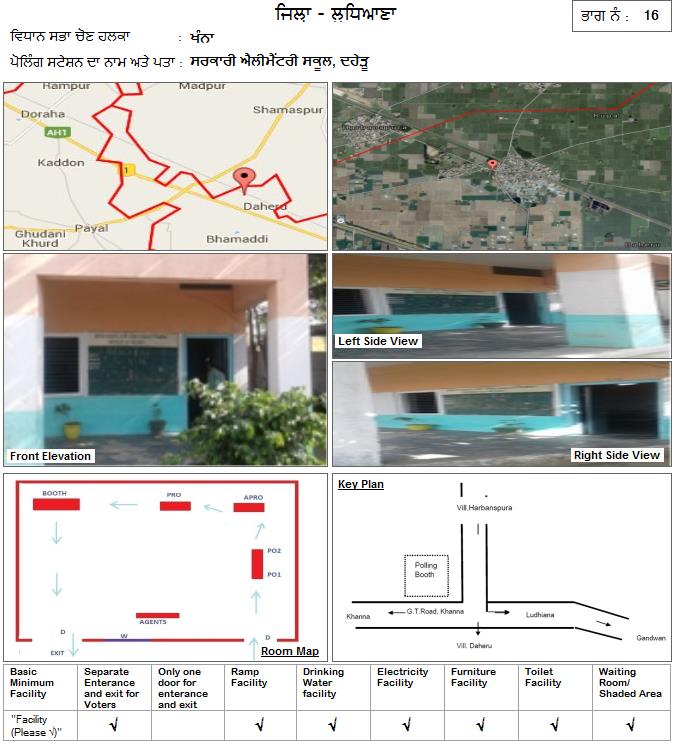 ਜਿਲ੍ਹਾ - ਲੁਧਿਆਣਾ
ਭਾਗ ਨੰ : 16
ਵਿਧਾਨ ਸਭਾ ਚੋਣ ਹਲਕਾ : ਖੰਨਾ
ਪੋਲਿੰਗ ਸਟੇਸ਼ਨ ਦਾ ਨਾਮ ਅਤੇ ਪਤਾ : ਸਰਕਾਰੀ ਐਲੀਮੈਂਟਰੀ ਸਕੂਲ, ਦਹੇੜੂ
Rampur
Madpur
Doraha
Shamaspur
AH1
Kaddon
1
Daheru
Payal
Ghudani
Khurd
Bhamaddi
Left Side View
Front Elevation
Right Side View
BOOTH
PRO
APRO
PO2
PO1
AGENTS
D
W
D
EXIT
Room Map
Key Plan
Vill.Harbanspura
Polling
Booth
Khanna
G.T.Road, Khanna
Ludhiana
Gandwan
Vill. Daheru
Basic
Minimum
Facility
Separate
Enterance
and exit for
Voters
Only one
door for
enterance
and exit
Ramp
Facility
Drinking
Water
facility
Electricity
Facility
Furniture
Facility
Toilet
Facility
Waiting
Room/
Shaded Area
"Facility
(Please √)"
√ √ √ √ √ √ √